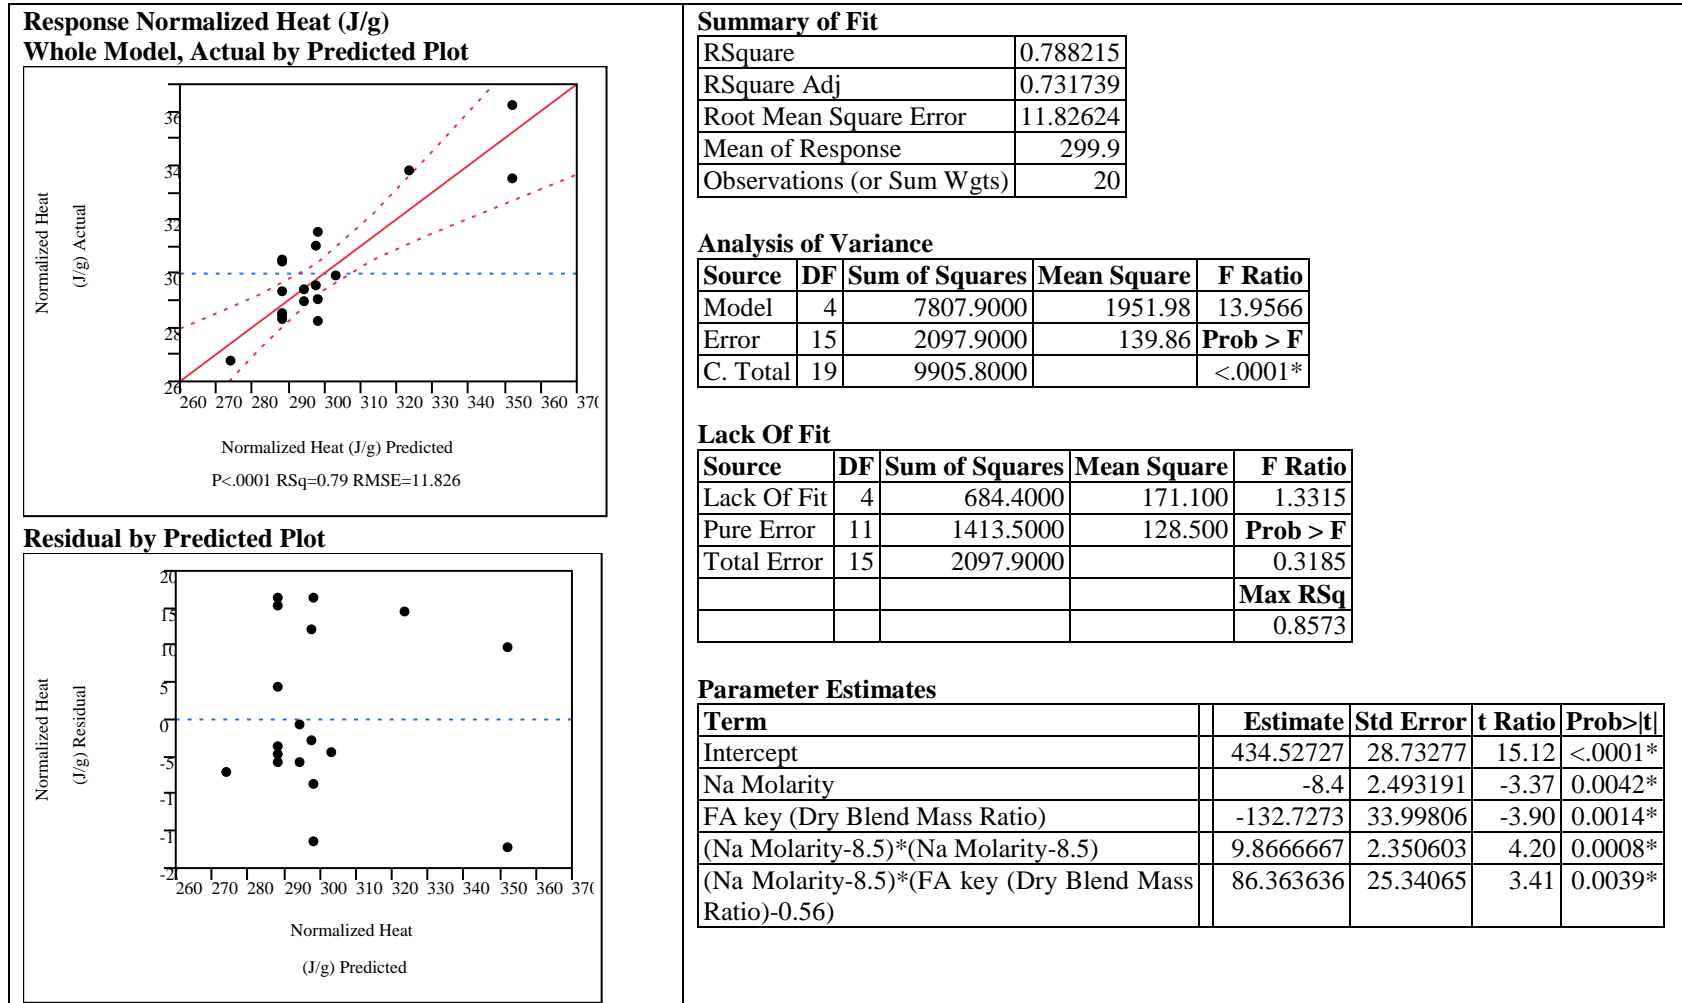 Response Normalized Heat (J/g)
Whole Model, Actual by Predicted Plot
Normalized Heat
(J/g) Actual
36
34
32
30
28
26
260 270 280 290 300 310 320 330 340 350 360 370
Normalized Heat (J/g) Predicted
P<.0001 RSq=0.79 RMSE=11.826
Residual by Predicted Plot
Normalized Heat
(J/g) Residual
20
15
10
5
0
-5
-1
-1
-2
260 270 280 290 300 310 320 330 340 350 360 370
Normalized Heat
(J/g) Predicted
Summary of Fit
RSquare 0.788215
RSquare Adj 0.731739
Root Mean Square Error 11.82624
Mean of Response 299.9
Observations (or Sum Wgts) 20
Analysis of Variance
Source DF Sum of Squares Mean Square F Ratio
Model 4 7807.9000 1951.98 13.9566
Error 15 2097.9000 139.86 Prob > F
C. Total 19 9905.8000 <.0001*
Lack Of Fit
Source DF Sum of Squares Mean Square F Ratio
Lack Of Fit 4 684.4000 171.100 1.3315
Pure Error 11 1413.5000 128.500 Prob > F
Total Error 15 2097.9000 0.3185
Max RSq
0.8573
Parameter Estimates
Term Estimate Std Error t Ratio Prob>|t|
Intercept 434.52727 28.73277 15.12 <.0001*
Na Molarity -8.4 2.493191 -3.37 0.0042*
FA key (Dry Blend Mass Ratio) -132.7273 33.99806 -3.90 0.0014*
(Na Molarity-8.5)*(Na Molarity-8.5) 9.8666667 2.350603 4.20 0.0008*
(Na Molarity-8.5)*(FA key (Dry Blend Mass 86.363636 25.34065 3.41 0.0039*
Ratio)-0.56)